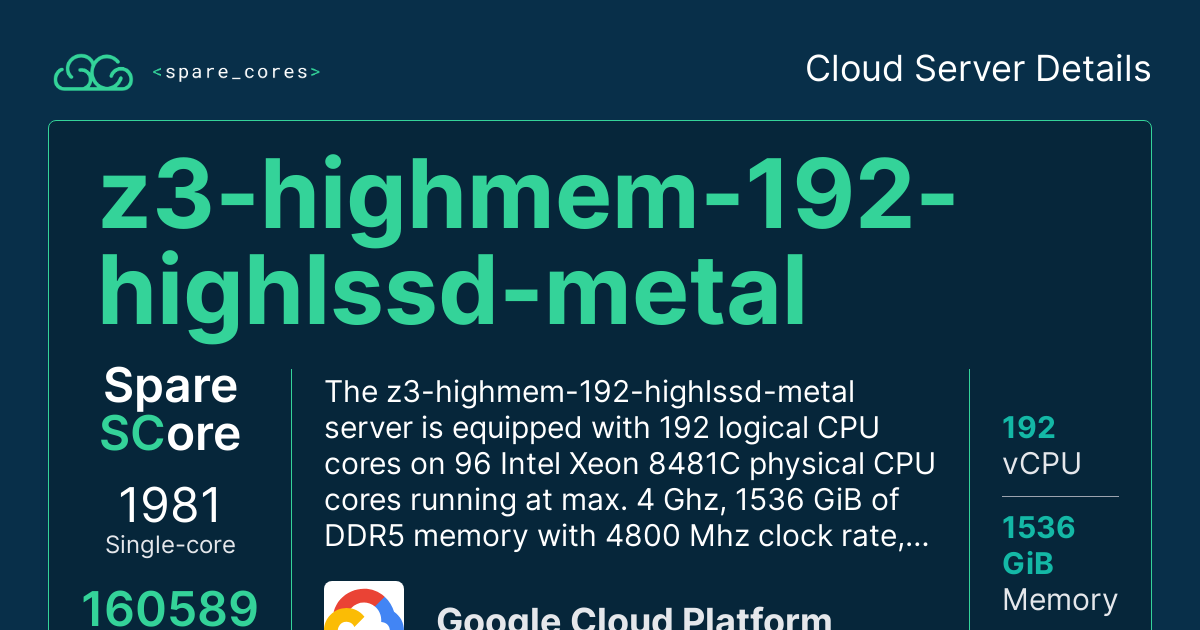 <spare_cores>
Cloud Server Details
z3-highmem-192-
highlssd-metal
Spare
SCore
1981
Single-core
160589
The z3-highmem-192-highlssd-metal
server is equipped with 192 logical CPU
cores on 96 Intel Xeon 8481C physical CPU
cores running at max. 4 Ghz, 1536 GiB of
DDR5 memory with 4800 Mhz clock rate,...
Google Cloud Platform
192
vCPU
1536
GiB
Memory